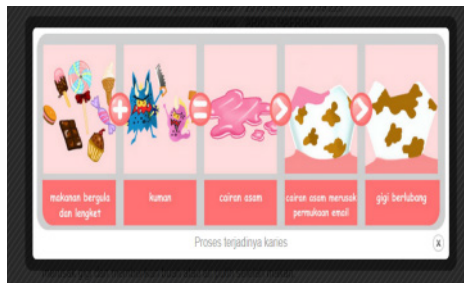 makanan bergula
dan lengket
kuman
cairan asam
cairan asam merusak
permukaan email
gigi berlubang
Proses terjadinya karies
x